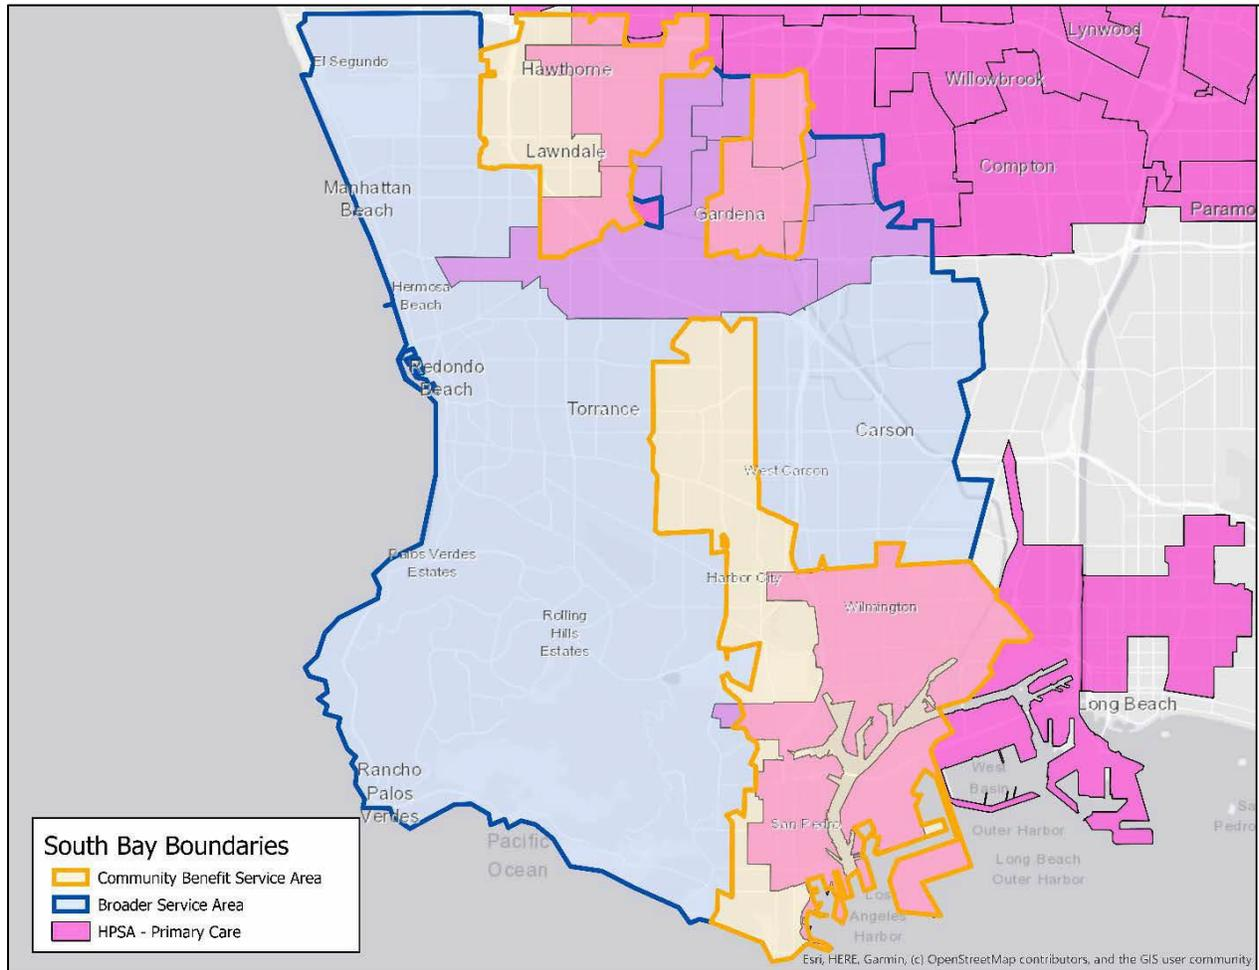 Lynwood
El Segundo
Hawthorne
Willowbrook
Lawndale
Compton
Manhattan
Beach
Gardena
Paramo
Hermosa
Beach
Redondo
Beach
Torrance
Carson
West Carson
Palos Verdes
Estates
Harbor City
Rolling
Hills
Estates
Wilmington
Long Beach
Rancho
Palos
Verdes
West
Basin
San Pedro
Outer Harbor
Sa
Pedro
Pacific
Ocean
Long Beach
Outer Harbor
Los
Angeles
Harbor
South Bay Boundaries
Community Benefit Service Area
Broader Service Area
HPSA - Primary Care
Esri, HERE, Garmin, (c) OpenStreetMap contributors, and the GIS user community